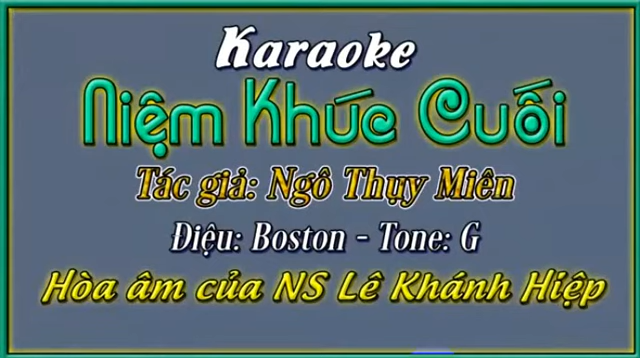 Karaoke
Niệm Khúc Cuối
Tác giả: Ngô Thụy Miên
Điệu: Boston - Tone: G
Hòa âm của NS Lê Khánh Hiệp